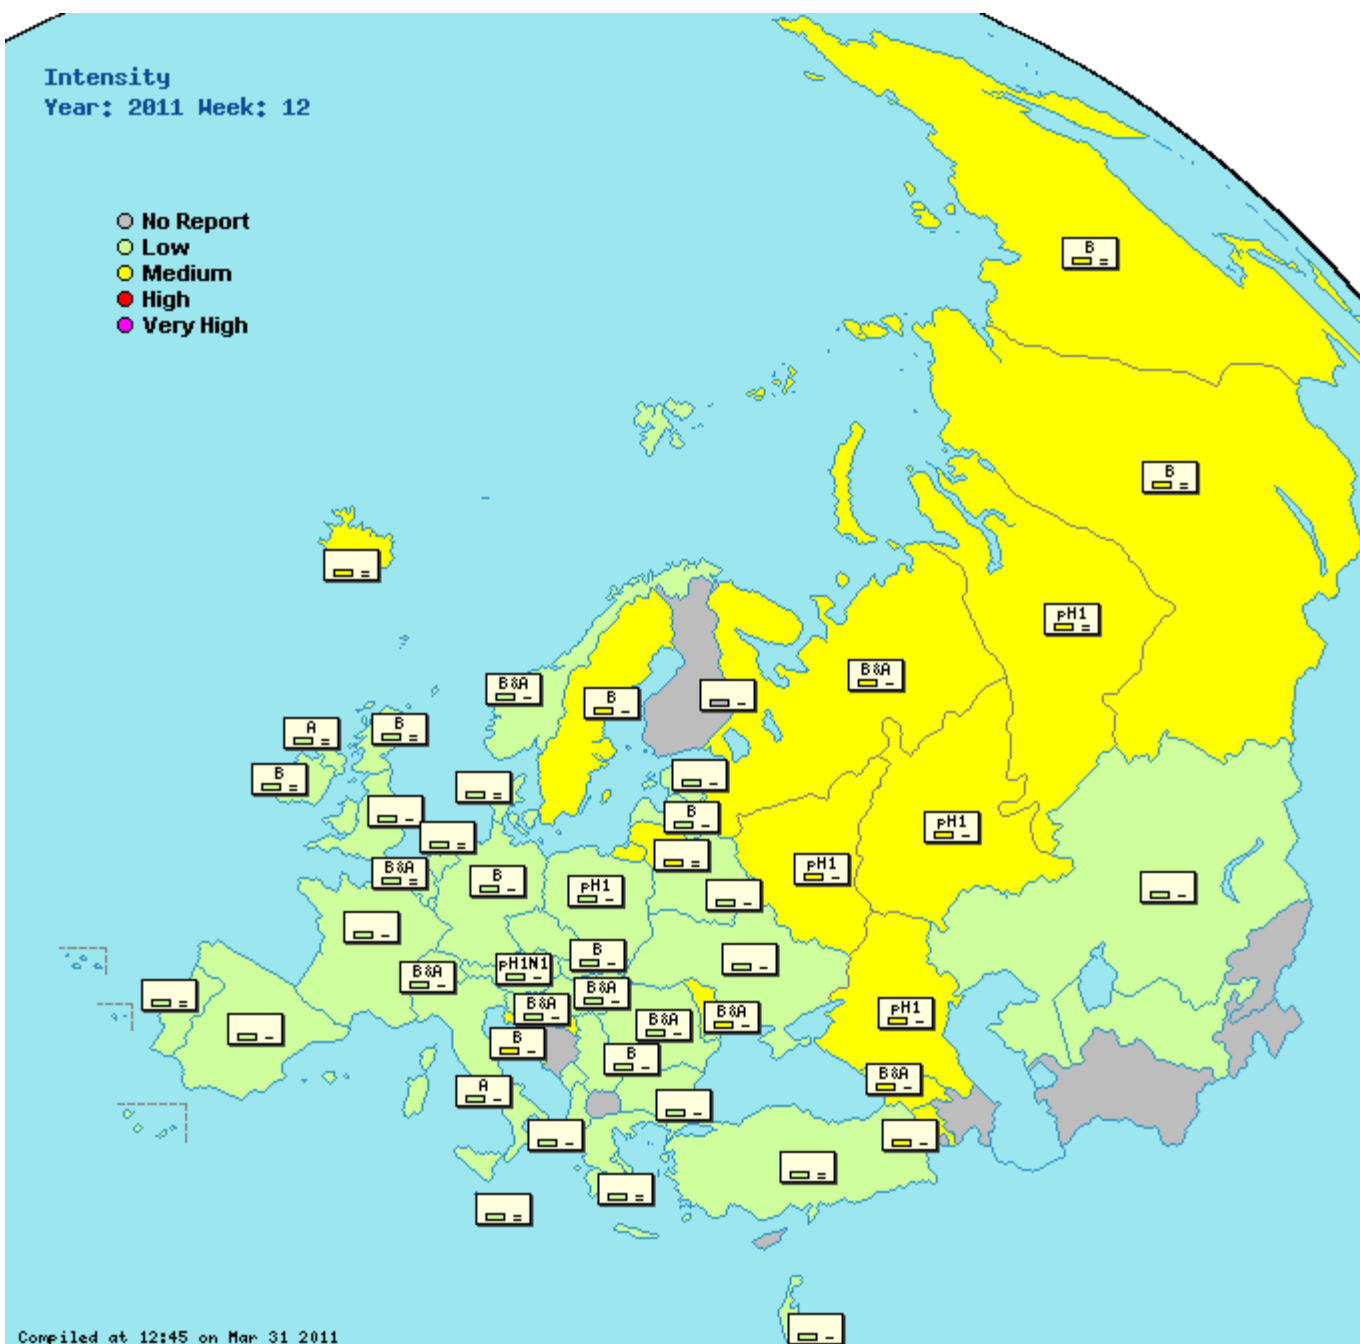 Intensity
Year: 2011 Week: 12
No Report
Low
Medium
High
Very High
B
=
B
=
=
pH1
=
B&A
-
B&A
-
B
-
-
A
=
B
=
B
=
=
-
-
B
-
=
pH1
-
=
B&A
=
B
-
pH1
-
pH1
-
-
-
-
B
-
-
pH1N1
-
B&A
-
B&A
-
=
B&A
-
B&A
-
B&A
-
pH1
-
-
B
-
B
-
B&A
-
A
-
-
-
-
=
=
=
-
Compiled at 12:45 on Mar 31 2011